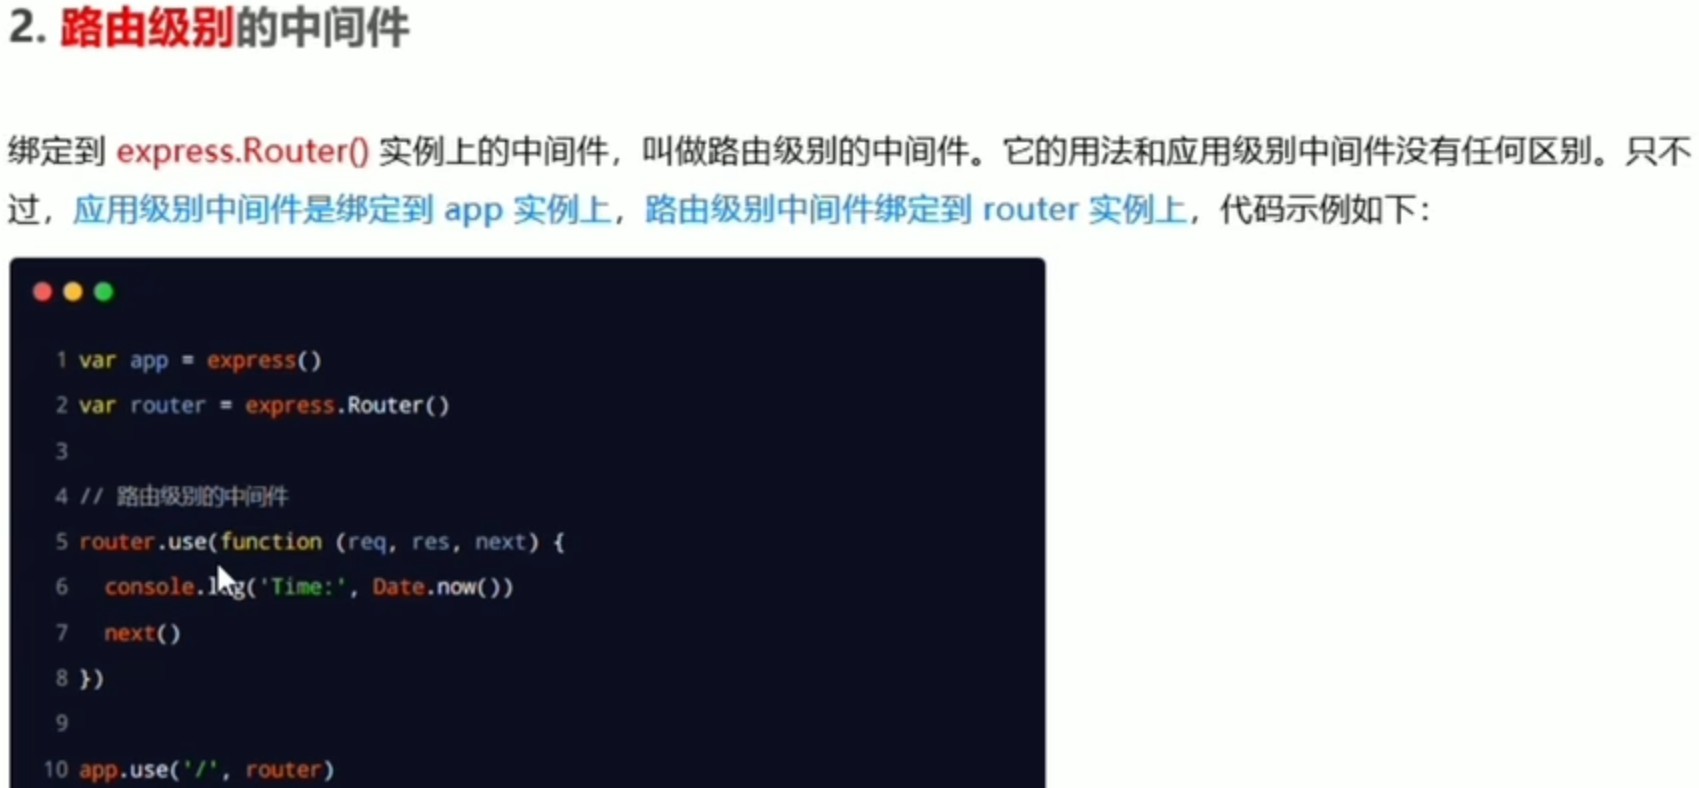 2. 路由级别的中间件
绑定到 express.Router() 实例上的中间件，叫做路由级别的中间件。它的用法和应用级别中间件没有任何区别。只不
过，应用级别中间件是绑定到 app 实例上，路由级别中间件绑定到 router 实例上，代码示例如下：
1 var app = express()
2 var router = express.Router()
3
4 // 路由级别的中间件
5 router.use(function (req, res, next) {
6   console.log('Time:', Date.now())
7   next()
8 })
9
10 app.use('/', router)